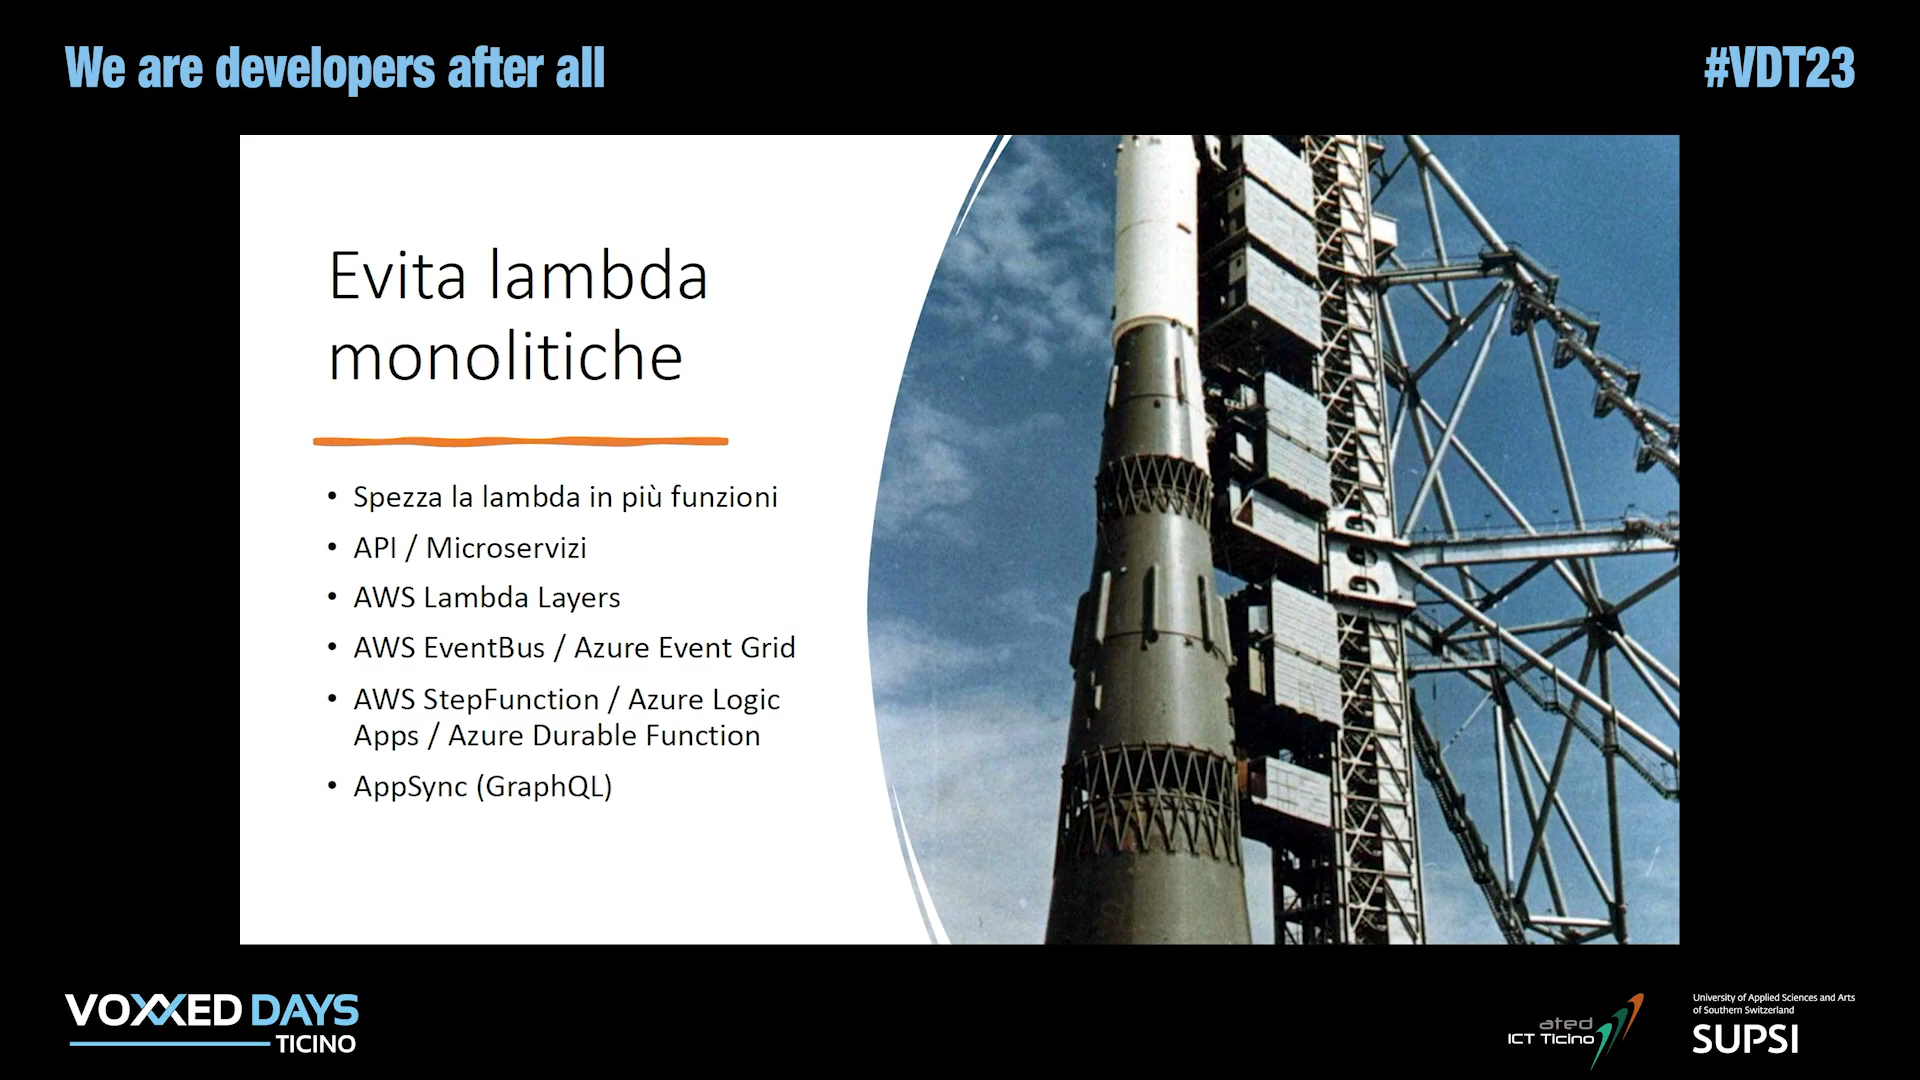 We are developers after all
#VDT23
Evita lambda
monolitiche
• Spezza la lambda in più funzioni
• API / Microservizi
• AWS Lambda Layers
• AWS EventBus / Azure Event Grid
• AWS StepFunction / Azure Logic
Apps / Azure Durable Function
• AppSync (GraphQL)
VOXXED DAYS
TICINO
ated
ICT Ticino
University of Applied Sciences and Arts
of Southern Switzerland
SUPSI